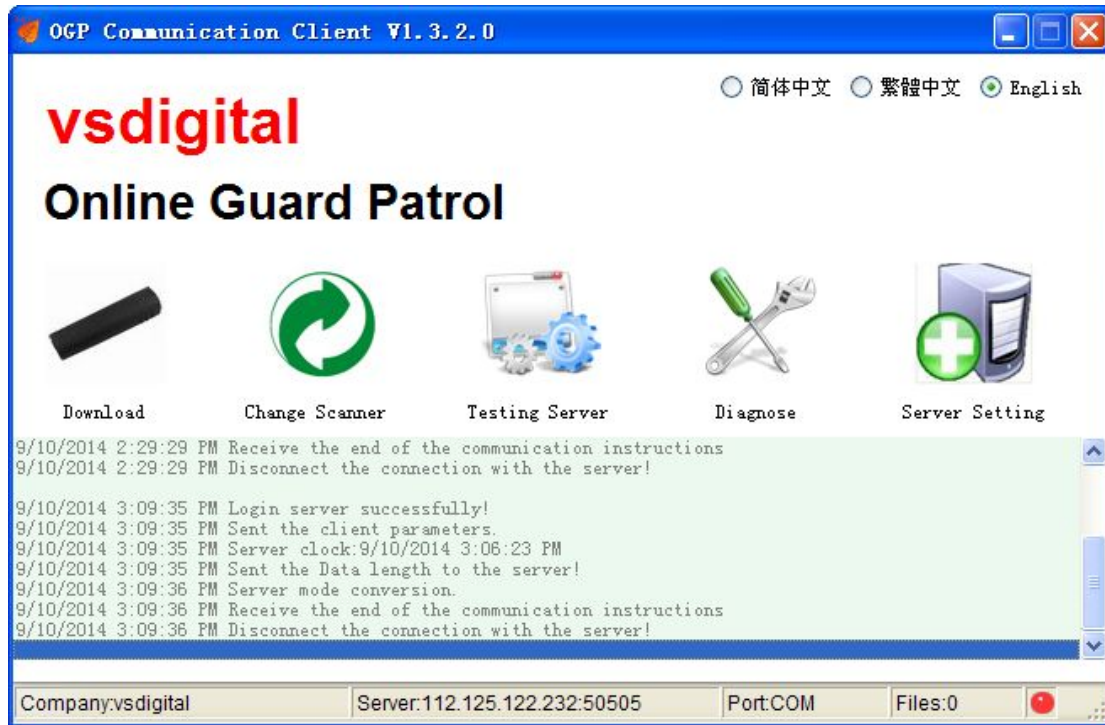 OGP Communication Client V1.3.2.0
简体中文 繁體中文 English
vsdigital
Online Guard Patrol
Download Change Scanner Testing Server Diagnose Server Setting
9/10/2014 2:29:29 PM Receive the end of the communication instructions
9/10/2014 2:29:29 PM Disconnect the connection with the server!
9/10/2014 3:09:35 PM Login server successfully!
9/10/2014 3:09:35 PM Sent the client parameters.
9/10/2014 3:09:35 PM Server clock:9/10/2014 3:06:23 PM
9/10/2014 3:09:35 PM Sent the Data length to the server!
9/10/2014 3:09:36 PM Server mode conversion.
9/10/2014 3:09:36 PM Receive the end of the communication instructions
9/10/2014 3:09:36 PM Disconnect the connection with the server!
Company:vsdigital Server:112.125.122.232:50505 Port:COM Files:0